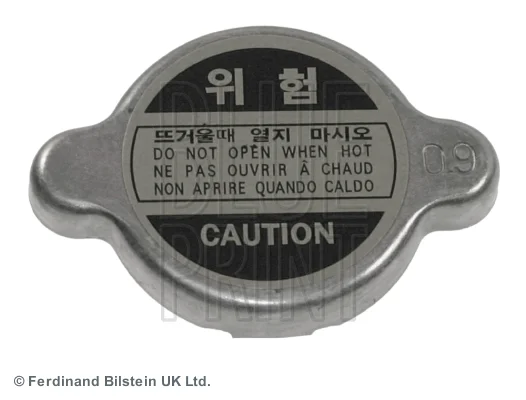 위 험
뜨거울때 열지 마시오
DO NOT OPEN WHEN HOT
NE PAS OUVRIR À CHAUD
NON APRIRE QUANDO CALDO
CAUTION
0.9
BLUE
PRINT
© Ferdinand Bilstein UK Ltd.